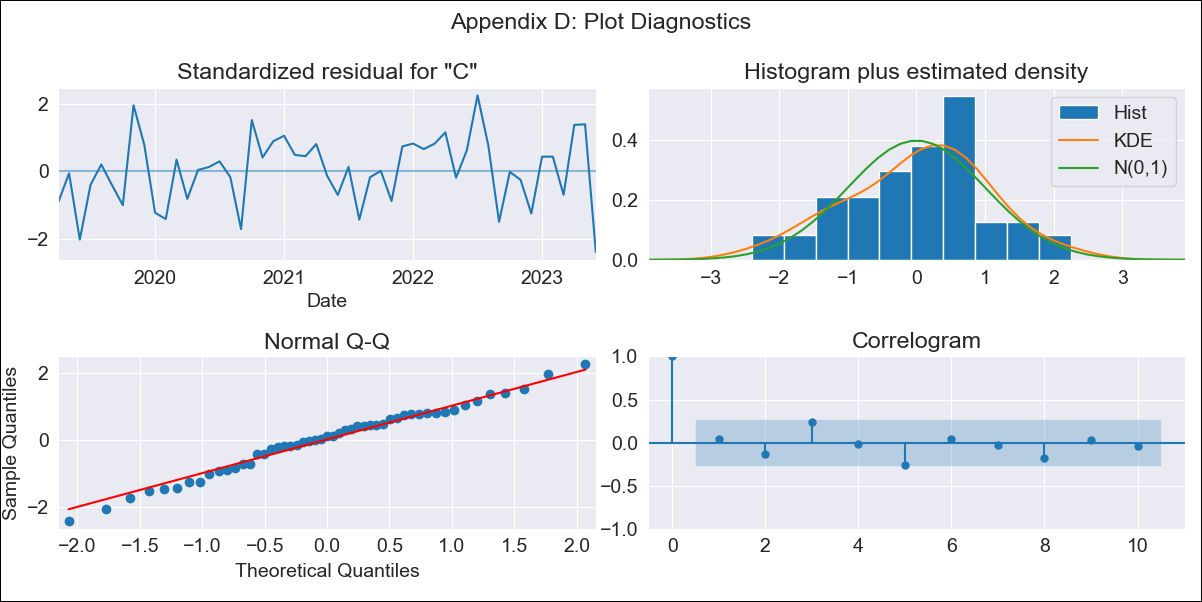 Appendix D: Plot Diagnostics
Standardized residual for "C"
2
0
−2
2020 2021 2022 2023
Date
Histogram plus estimated density
Hist
KDE
N(0,1)
0.4
0.2
0.0
−3 −2 −1 0 1 2 3
Normal Q-Q
Sample Quantiles
2
0
−2
−2.0 −1.5 −1.0 −0.5 0.0 0.5 1.0 1.5 2.0
Theoretical Quantiles
Correlogram
1.0
0.5
0.0
−0.5
−1.0
0 2 4 6 8 10